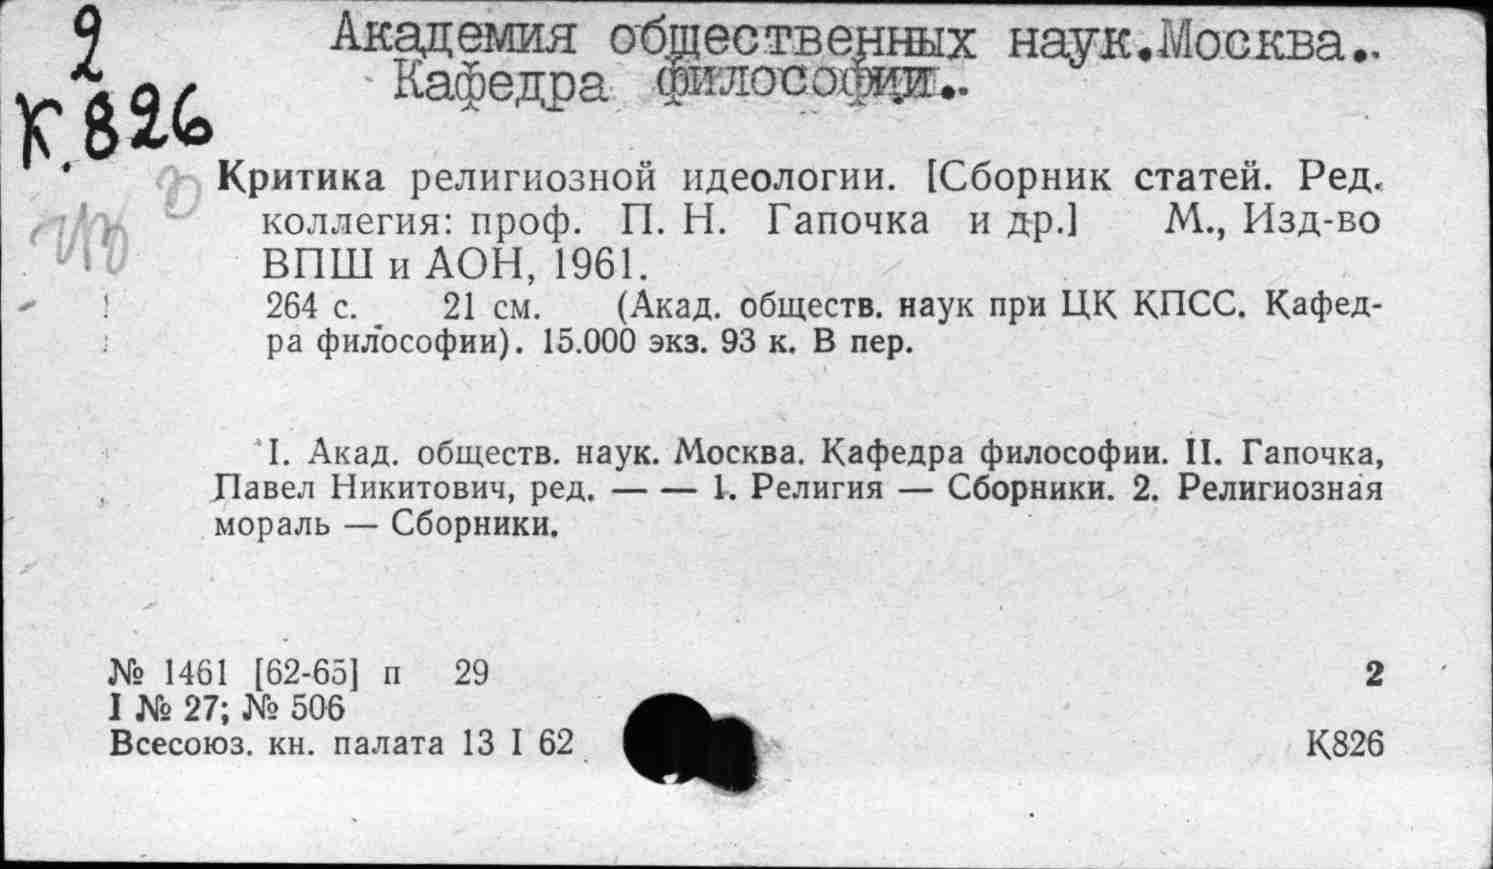 2
К.826
Академия общественных наук.Москва..
Кафедра философии..
Критика религиозной идеологии. [Сборник статей. Ред.
коллегия: проф. П. Н. Гапочка и др.] М., Изд-во
ВПШ и АОН, 1961.
264 с. 21 см. (Акад. обществ. наук при ЦК КПСС. Кафед-
ра философии). 15.000 экз. 93 к. В пер.
I. Акад. обществ. наук. Москва. Кафедра философии. II. Гапочка,
Павел Никитович, ред. — — 1. Религия — Сборники. 2. Религиозная
мораль — Сборники.
№ 1461 [62-65] п 29
2
I № 27; № 506
Всесоюз. кн. палата 13 I 62
К826